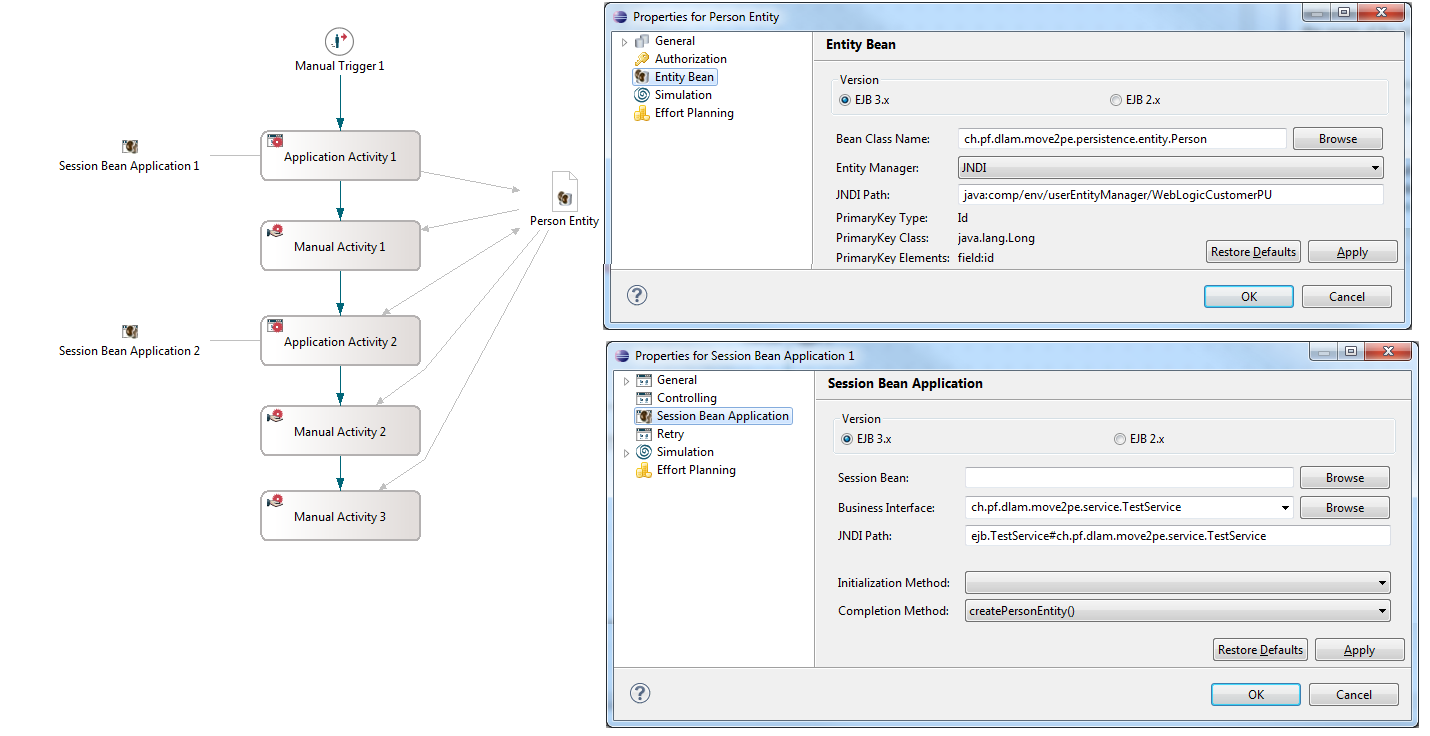 Manual Trigger 1
Session Bean Application 1
Application Activity 1
Person Entity
Manual Activity 1
Session Bean Application 2
Application Activity 2
Manual Activity 2
Manual Activity 3
Properties for Person Entity
General
Authorization
Entity Bean
Simulation
Effort Planning
Entity Bean
Version
EJB 3.x EJB 2.x
Bean Class Name: ch.pf.dlam.move2pe.persistence.entity.Person Browse
Entity Manager: JNDI
JNDI Path: java:comp/env/userEntityManager/WebLogicCustomerPU
PrimaryKey Type: Id
PrimaryKey Class: java.lang.Long
PrimaryKey Elements: field:id
Restore Defaults Apply
? OK Cancel
Properties for Session Bean Application 1
General
Controlling
Session Bean Application
Retry
Simulation
Effort Planning
Session Bean Application
Version
EJB 3.x EJB 2.x
Session Bean: Browse
Business Interface: ch.pf.dlam.move2pe.service.TestService Browse
JNDI Path: ejb.TestService#ch.pf.dlam.move2pe.service.TestService
Initialization Method:
Completion Method: createPersonEntity()
Restore Defaults Apply
? OK Cancel